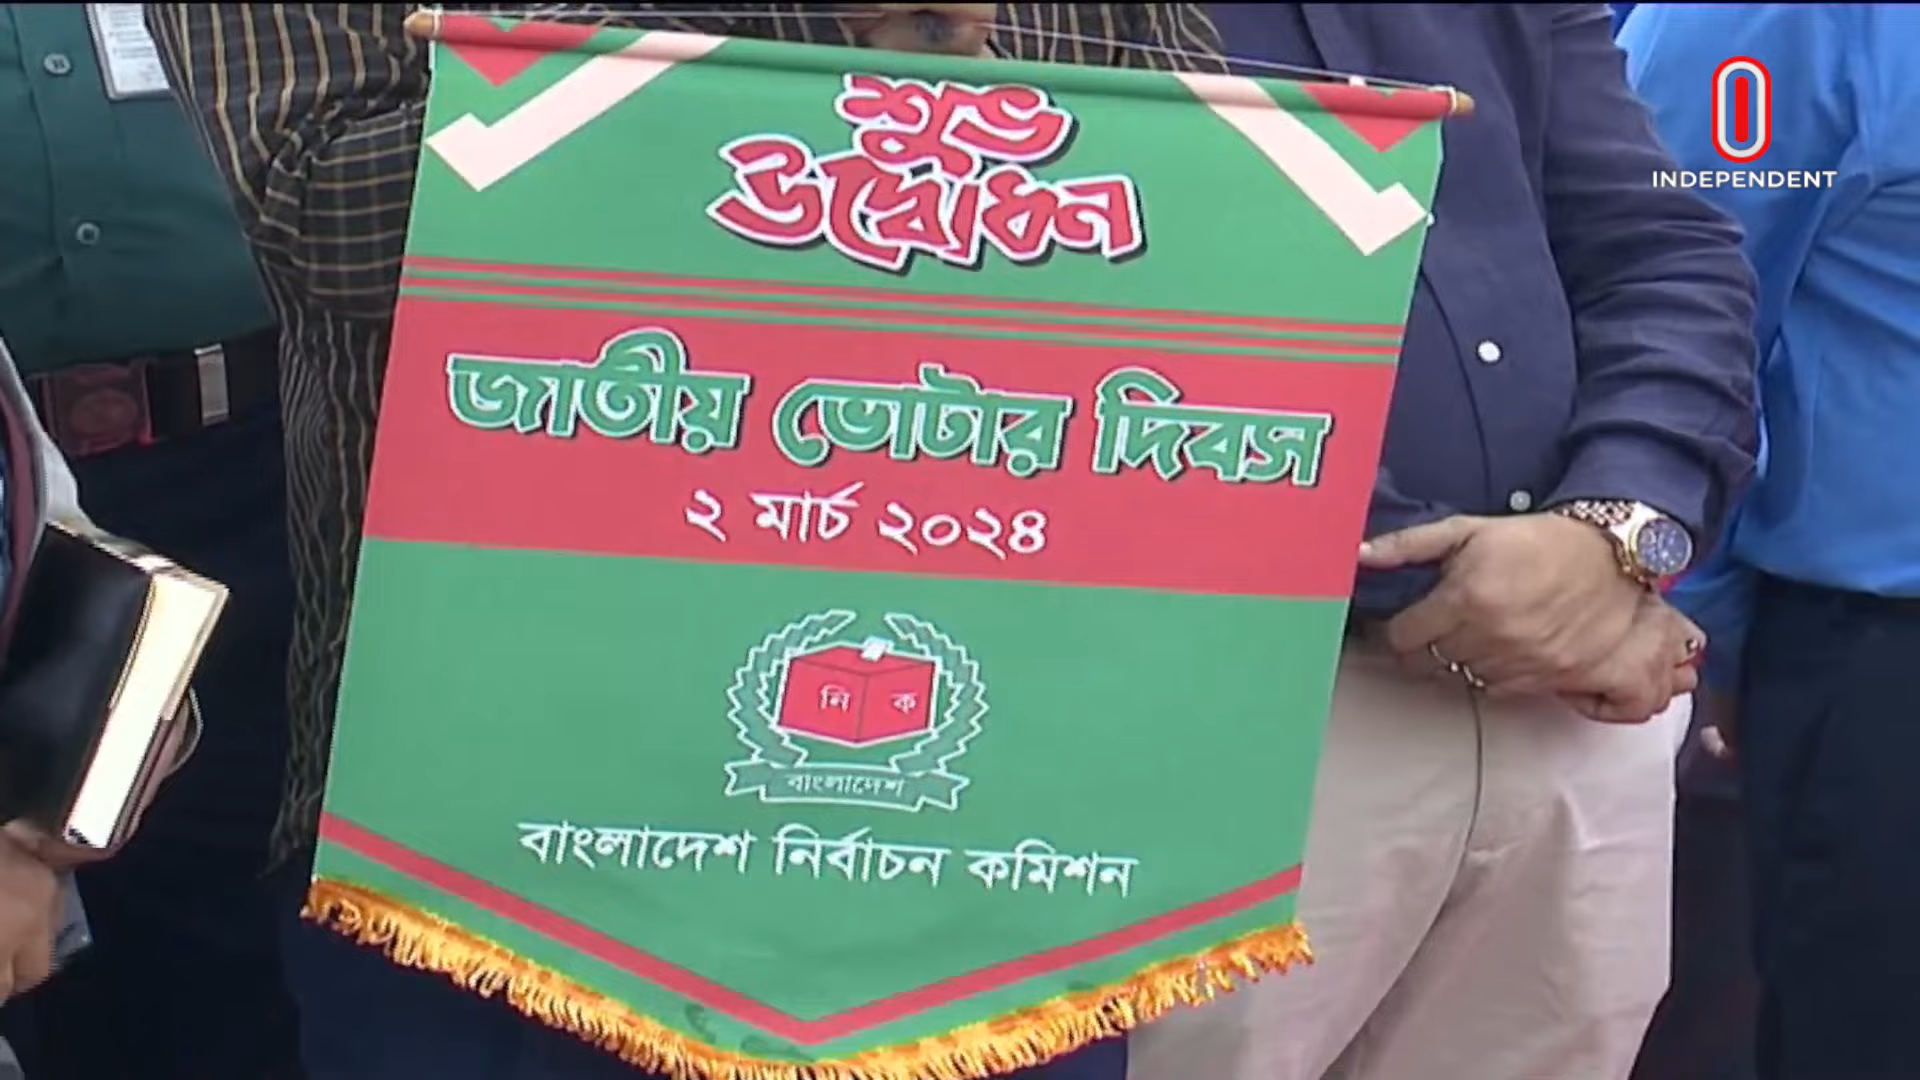 শুভ
উদ্বোধন
INDEPENDENT
জাতীয় ভোটার দিবস
২ মার্চ ২০২৪
নি ক
বাংলাদেশ
বাংলাদেশ নির্বাচন কমিশন